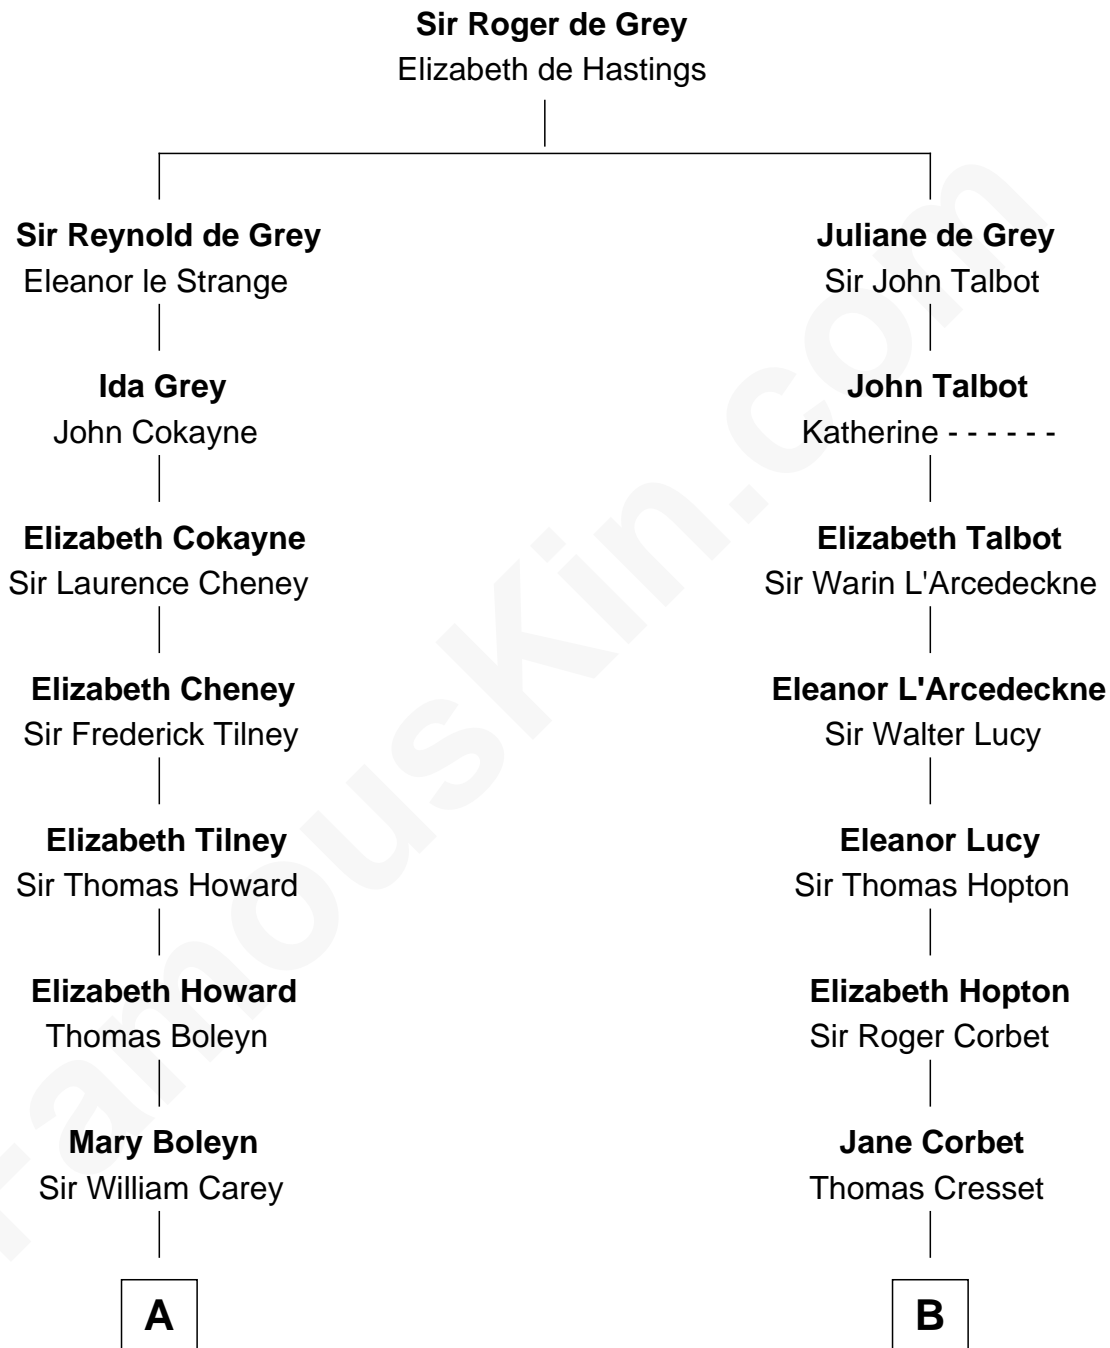 Sir Roger de Grey
Elizabeth de Hastings
Sir Reynold de Grey
Eleanor le Strange
Juliane de Grey
Sir John Talbot
Ida Grey
John Cokayne
John Talbot
Katherine - - - - - -
Elizabeth Cokayne
Sir Laurence Cheney
Elizabeth Talbot
Sir Warin L'Arcedeckne
Elizabeth Cheney
Sir Frederick Tilney
Eleanor L'Arcedeckne
Sir Walter Lucy
Elizabeth Tilney
Sir Thomas Howard
Eleanor Lucy
Sir Thomas Hopton
Elizabeth Howard
Thomas Boleyn
Elizabeth Hopton
Sir Roger Corbet
Mary Boleyn
Sir William Carey
Jane Corbet
Thomas Cresset
A
B
FamousKin.com